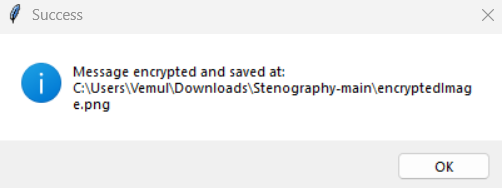 Success
Message encrypted and saved at:
C:\Users\Vemul\Downloads\Stenography-main\encryptedImag
e.png
OK